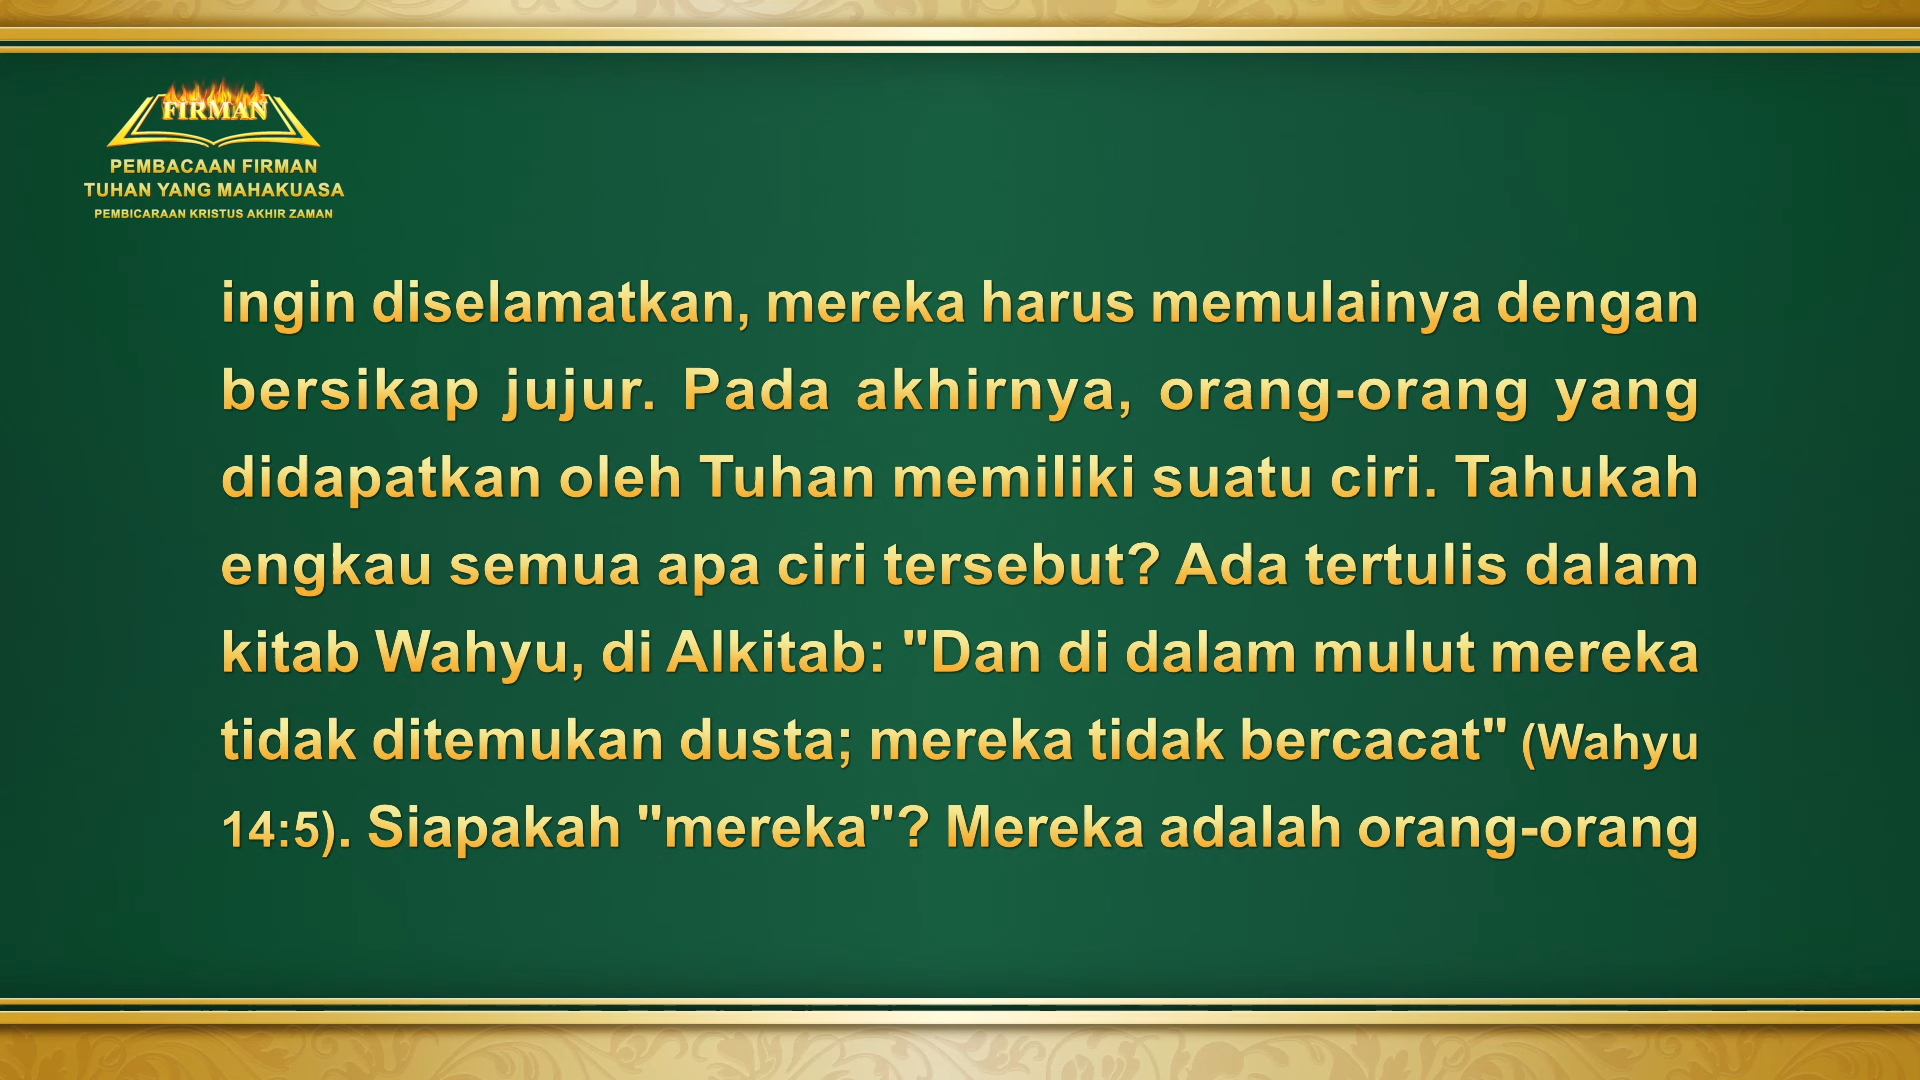 FIRMAN
PEMBACAAN FIRMAN
TUHAN YANG MAHAKUASA
PEMBICARAAN KRISTUS AKHIR ZAMAN
ingin diselamatkan, mereka harus memulainya dengan
bersikap jujur. Pada akhirnya, orang-orang yang
didapatkan oleh Tuhan memiliki suatu ciri. Tahukah
engkau semua apa ciri tersebut? Ada tertulis dalam
kitab Wahyu, di Alkitab: "Dan di dalam mulut mereka
tidak ditemukan dusta; mereka tidak bercacat" (Wahyu
14:5). Siapakah "mereka"? Mereka adalah orang-orang